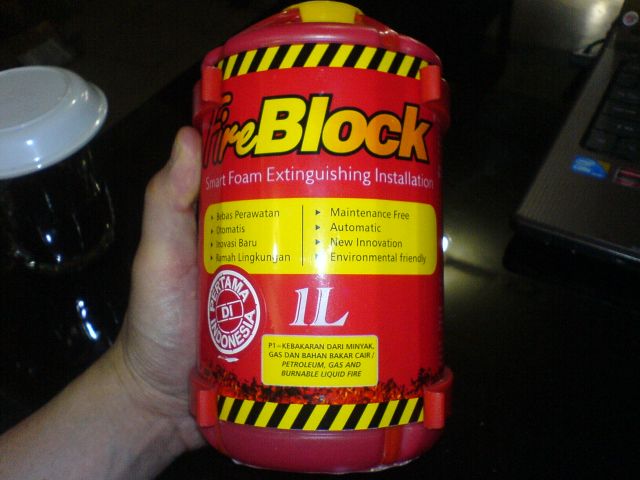 FireBlock
Smart Foam Extinguishing Installation
▸ Bebas Perawatan
▸ Otomatis
▸ Inovasi Baru
▸ Ramah Lingkungan
▸ Maintenance Free
▸ Automatic
▸ New Innovation
▸ Environmental friendly
PERTAMA
DI
INDONESIA
1L
P1=KEBAKARAN DARI MINYAK,
GAS DAN BAHAN BAKAR CAIR /
PETROLEUM, GAS AND
BURNABLE LIQUID FIRE